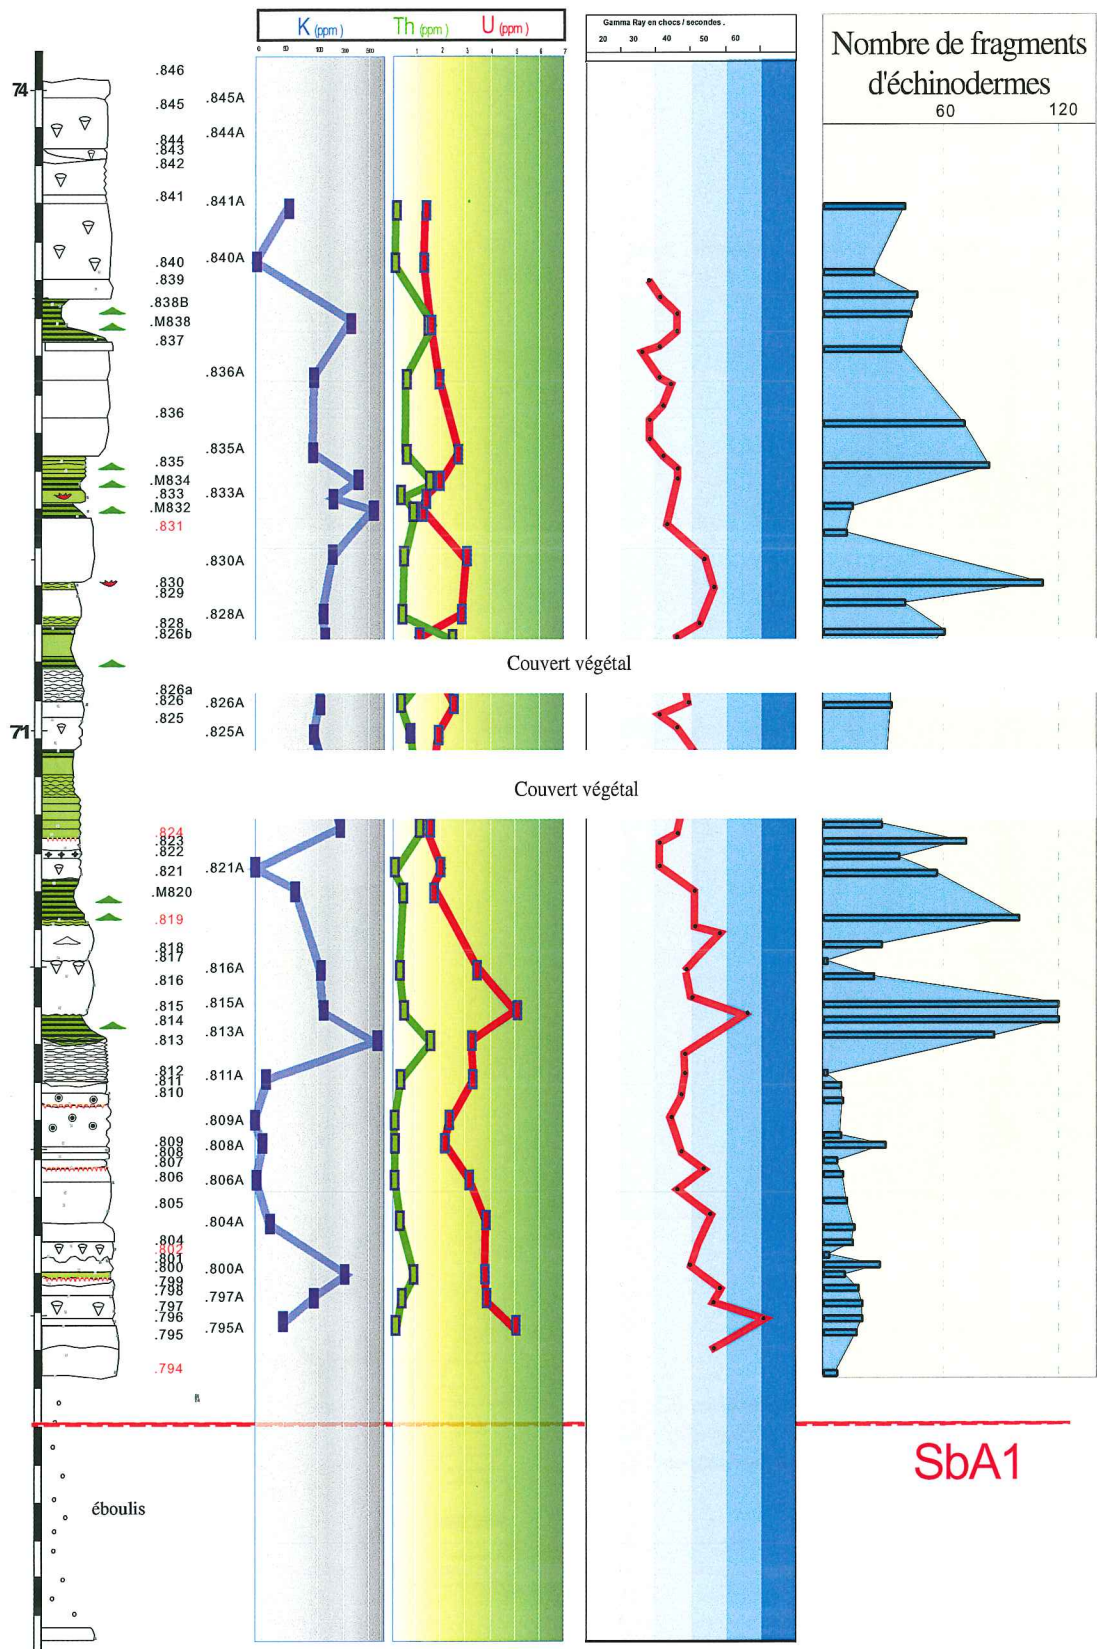 K (ppm) Th (ppm) U (ppm)
0 50 100 200 500
1 2 3 4 5 6 7
Gamma Ray en chocs / secondes .
20 30 40 50 60
Nombre de fragments
d'échinodermes
60 120
74
71
.846
.845
.844
.843
.842
.841
.840
.839
.838B
.M838
.837
.836
.835
.M834
.833
.M832
.831
.830
.829
.828
.826b
.826a
.826
.825
.824
.823
.822
.821
.M820
.819
.818
.817
.816
.815
.814
.813
.812
.811
.810
.809
.808
.807
.806
.805
.804
.802
.801
.800
.799
.798
.797
.796
.795
.794
.845A
.844A
.841A
.840A
.836A
.835A
.833A
.830A
.828A
.826A
.825A
.821A
.816A
.815A
.813A
.811A
.809A
.808A
.806A
.804A
.800A
.797A
.795A
Couvert végétal
Couvert végétal
SbA1
éboulis